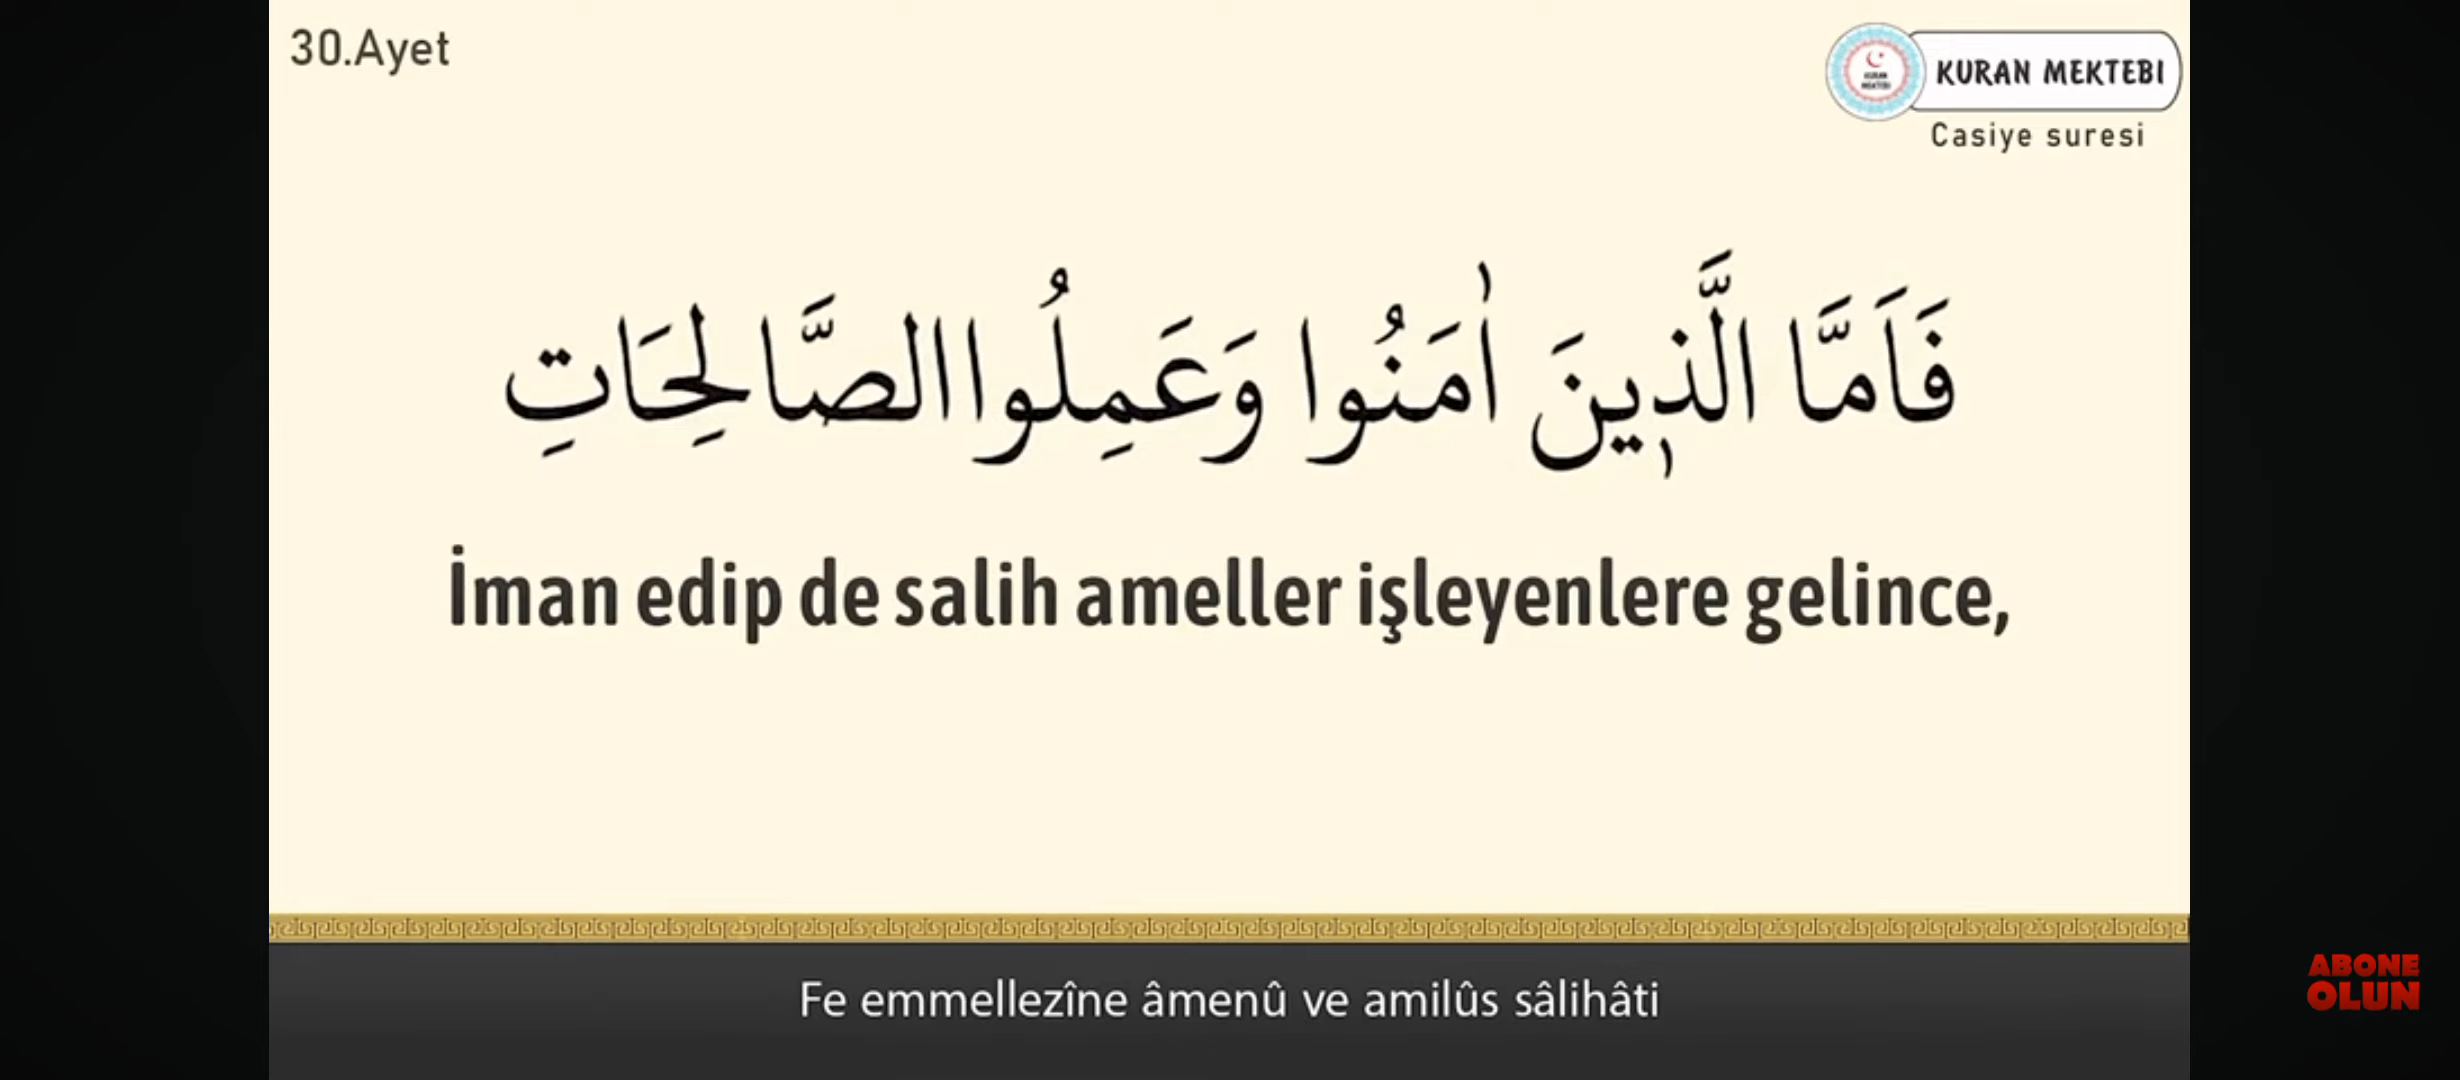 30.Ayet
KURAN MEKTEBI
Casiye suresi
فَاَمَّا الَّذ۪ينَ اٰمَنُوا وَعَمِلُوا الصَّالِحَاتِ
İman edip de salih ameller işleyenlere gelince,
Fe emmellezîne âmenû ve amilûs sâlihâti
ABONE
OLUN